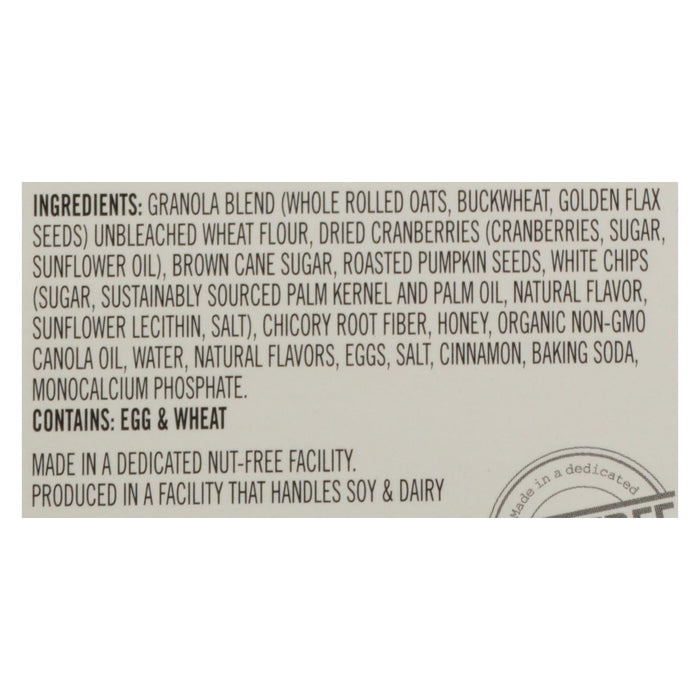 INGREDIENTS: GRANOLA BLEND (WHOLE ROLLED OATS, BUCKWHEAT, GOLDEN FLAX
SEEDS) UNBLEACHED WHEAT FLOUR, DRIED CRANBERRIES (CRANBERRIES, SUGAR,
SUNFLOWER OIL), BROWN CANE SUGAR, ROASTED PUMPKIN SEEDS, WHITE CHIPS
(SUGAR, SUSTAINABLY SOURCED PALM KERNEL AND PALM OIL, NATURAL FLAVOR,
SUNFLOWER LECITHIN, SALT), CHICORY ROOT FIBER, HONEY, ORGANIC NON-GMO
CANOLA OIL, WATER, NATURAL FLAVORS, EGGS, SALT, CINNAMON, BAKING SODA,
MONOCALCIUM PHOSPHATE.
CONTAINS: EGG & WHEAT
MADE IN A DEDICATED NUT-FREE FACILITY.
PRODUCED IN A FACILITY THAT HANDLES SOY & DAIRY
Made in a dedicated